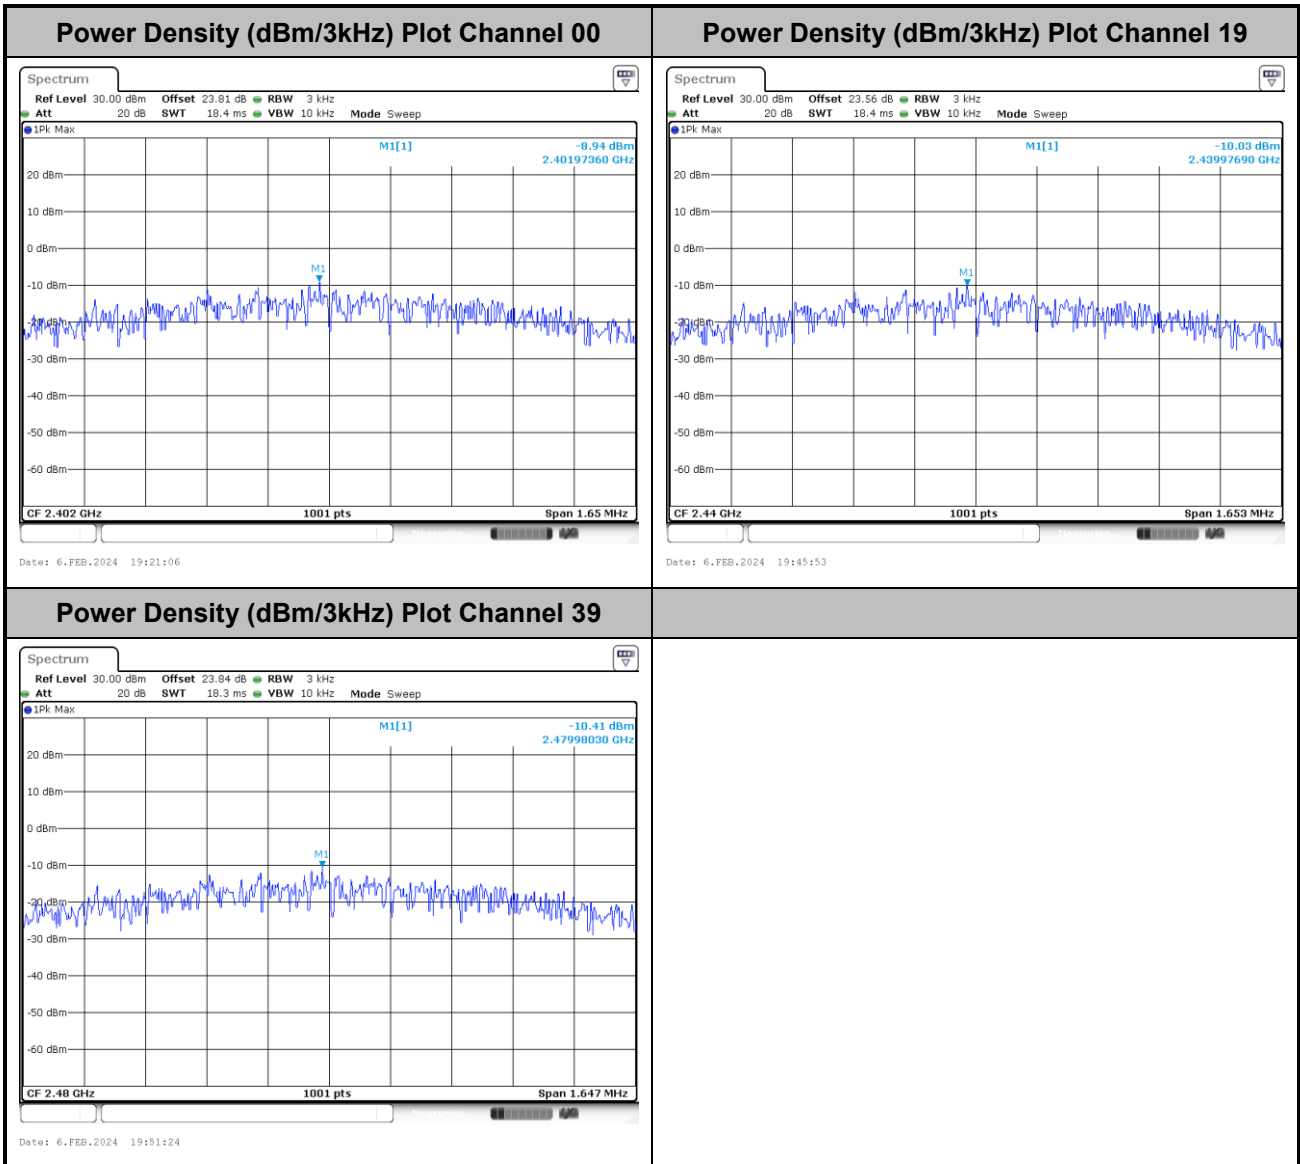 Power Density (dBm/3kHz) Plot Channel 00
Spectrum
Ref Level 30.00 dBm Offset 23.81 dB RBW 3 kHz
Att 20 dB SWT 18.4 ms VBW 10 kHz Mode Sweep
1Pk Max
M1[1] -8.94 dBm
2.40197360 GHz
20 dBm
10 dBm
0 dBm
M1
-10 dBm
-20 dBm
-30 dBm
-40 dBm
-50 dBm
-60 dBm
CF 2.402 GHz 1001 pts Span 1.65 MHz
Date: 6.FEB.2024 19:21:06
Power Density (dBm/3kHz) Plot Channel 19
Spectrum
Ref Level 30.00 dBm Offset 23.56 dB RBW 3 kHz
Att 20 dB SWT 18.4 ms VBW 10 kHz Mode Sweep
1Pk Max
M1[1] -10.03 dBm
2.43997690 GHz
20 dBm
10 dBm
0 dBm
M1
-10 dBm
-20 dBm
-30 dBm
-40 dBm
-50 dBm
-60 dBm
CF 2.44 GHz 1001 pts Span 1.653 MHz
Date: 6.FEB.2024 19:45:53
Power Density (dBm/3kHz) Plot Channel 39
Spectrum
Ref Level 30.00 dBm Offset 23.84 dB RBW 3 kHz
Att 20 dB SWT 18.3 ms VBW 10 kHz Mode Sweep
1Pk Max
M1[1] -10.41 dBm
2.47998030 GHz
20 dBm
10 dBm
0 dBm
M1
-10 dBm
-20 dBm
-30 dBm
-40 dBm
-50 dBm
-60 dBm
CF 2.48 GHz 1001 pts Span 1.647 MHz
Date: 6.FEB.2024 19:51:24